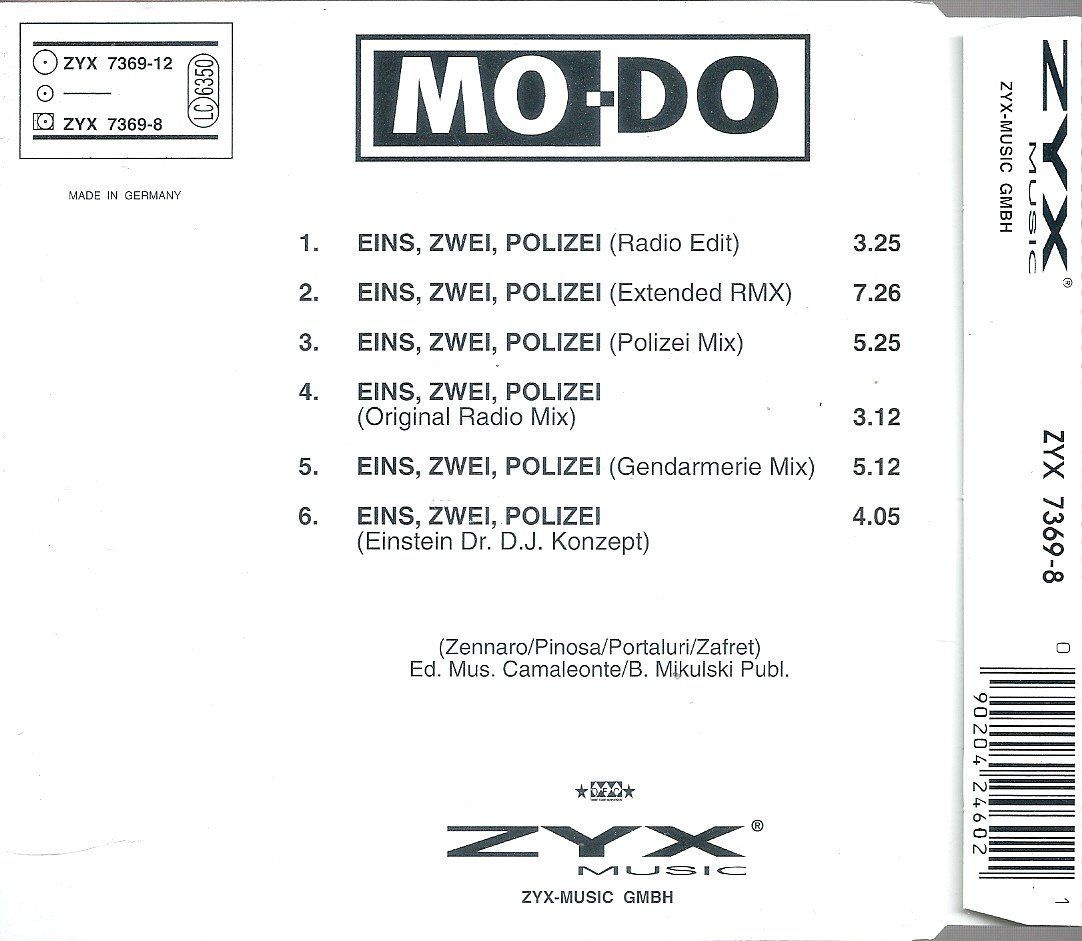 ZYX 7369-12
ZYX 7369-8
LC 6350
MADE IN GERMANY
MO-DO
1. EINS, ZWEI, POLIZEI (Radio Edit) 3.25
2. EINS, ZWEI, POLIZEI (Extended RMX) 7.26
3. EINS, ZWEI, POLIZEI (Polizei Mix) 5.25
4. EINS, ZWEI, POLIZEI
(Original Radio Mix) 3.12
5. EINS, ZWEI, POLIZEI (Gendarmerie Mix) 5.12
6. EINS, ZWEI, POLIZEI 4.05
(Einstein Dr. D.J. Konzept)
(Zennaro/Pinosa/Portaluri/Zafret)
Ed. Mus. Camaleonte/B. Mikulski Publ.
ZYX®
MUSIC
ZYX-MUSIC GMBH
ZYX®
MUSIC
ZYX-MUSIC GMBH
ZYX 7369-8
0 90204 24602 1